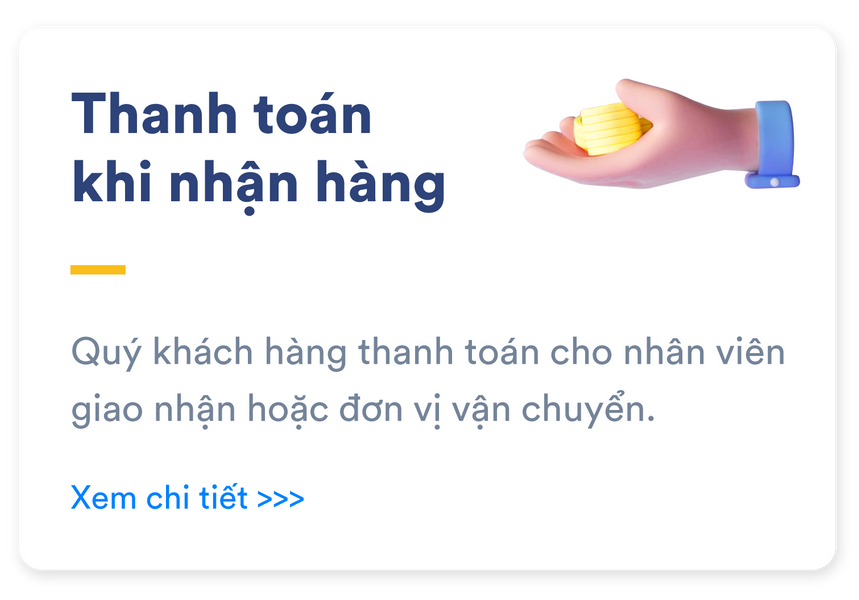 Thanh toán
khi nhận hàng
Quý khách hàng thanh toán cho nhân viên
giao nhận hoặc đơn vị vận chuyển.
Xem chi tiết >>>